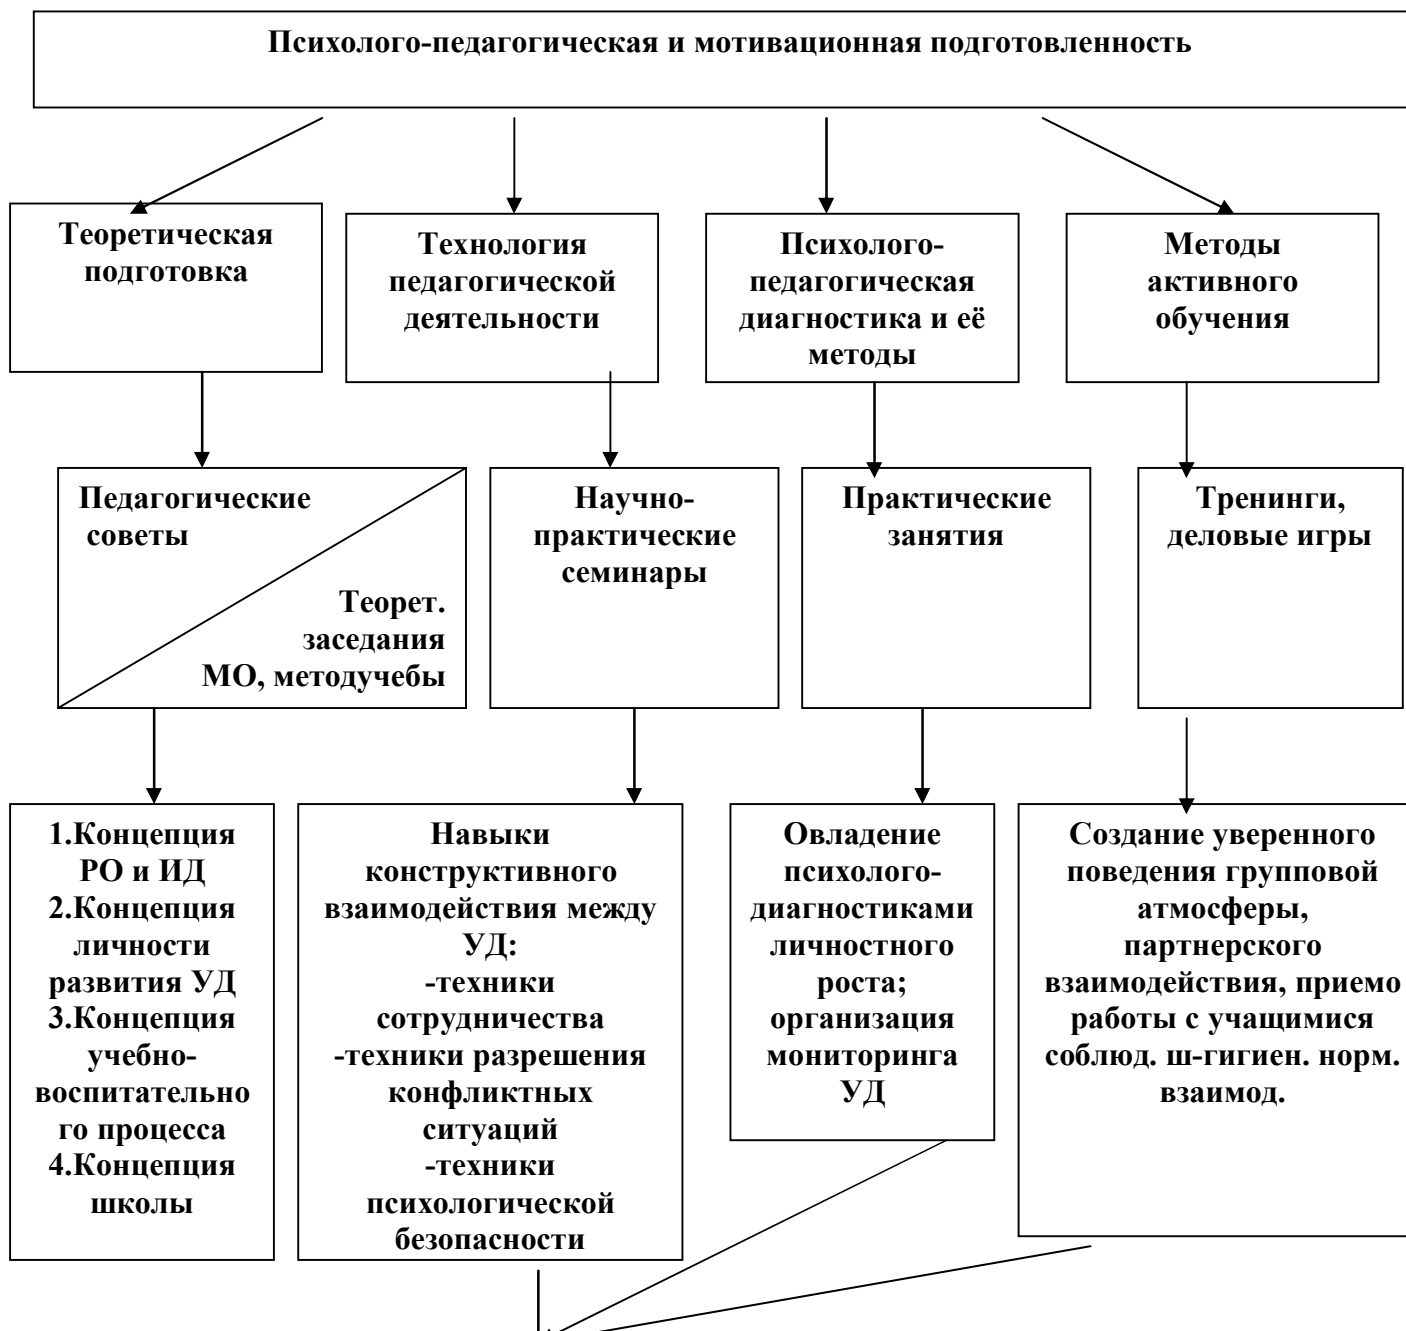 Психолого-педагогическая и мотивационная подготовленность
Теоретическая
подготовка
Технология
педагогической
деятельности
Психолого-
педагогическая
диагностика и её
методы
Методы
активного
обучения
Педагогические
советы
Теорет.
заседания
МО, методучебы
Научно-
практические
семинары
Практические
занятия
Тренинги,
деловые игры
1.Концепция
РО и ИД
2.Концепция
личности
развития УД
3.Концепция
учебно-
воспитательно
го процесса
4.Концепция
школы
Навыки
конструктивного
взаимодействия между
УД:
-техники
сотрудничества
-техники разрешения
конфликтных
ситуаций
-техники
психологической
безопасности
Овладение
психолого-
диагностиками
личностного
роста;
организация
мониторинга
УД
Создание уверенного
поведения групповой
атмосферы,
партнерского
взаимодействия, приемо
работы с учащимися
соблюд. ш-гигиен. норм.
взаимод.